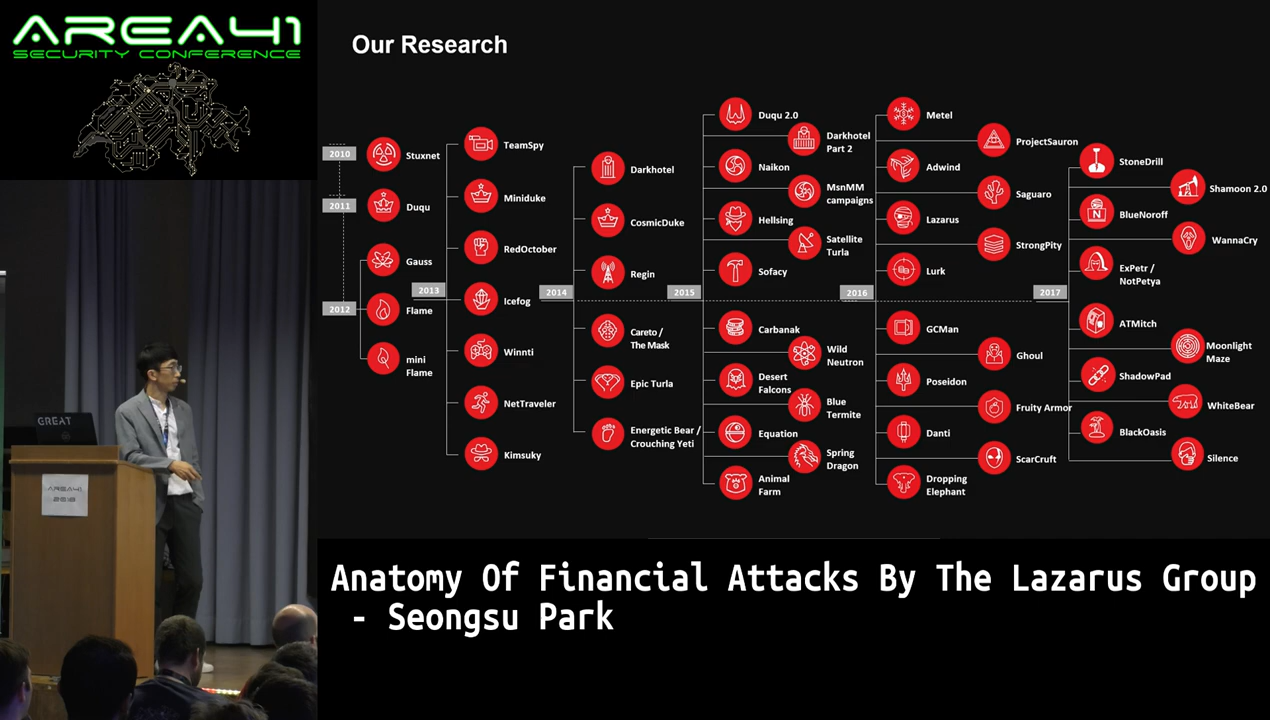 AREA41
SECURITY CONFERENCE
Our Research
2010
Stuxnet
2011
Duqu
2012
Gauss
Flame
mini
Flame
2013
TeamSpy
Miniduke
RedOctober
Icefog
Winnti
NetTraveler
Kimsuky
2014
Darkhotel
CosmicDuke
Regin
Careto /
The Mask
Epic Turla
Energetic Bear /
Crouching Yeti
2015
Duqu 2.0
Darkhotel
Part 2
Naikon
MsnMM
campaigns
Hellsing
Satellite
Turla
Sofacy
Carbanak
Wild
Neutron
Desert
Falcons
Blue
Termite
Equation
Spring
Dragon
Animal
Farm
2016
Metel
ProjectSauron
Adwind
Saguaro
Lazarus
StrongPity
Lurk
GCMan
Ghoul
Poseidon
Fruity Armor
Danti
ScarCruft
Dropping
Elephant
2017
StoneDrill
Shamoon 2.0
BlueNoroff
WannaCry
ExPetr /
NotPetya
ATMitch
Moonlight
Maze
ShadowPad
WhiteBear
BlackOasis
Silence
GREAT
AREA41
2018
Anatomy Of Financial Attacks By The Lazarus Group
- Seongsu Park